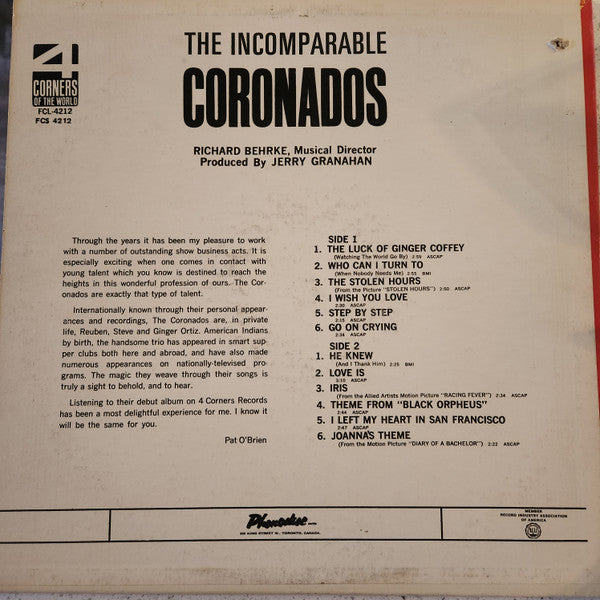 4
CORNERS
OF THE WORLD
FCL-4212
FCS 4212
THE INCOMPARABLE
CORONADOS
RICHARD BEHRKE, Musical Director
Produced By JERRY GRANAHAN
Through the years it has been my pleasure to work
with a number of outstanding show business acts. It is
especially exciting when one comes in contact with
young talent which you know is destined to reach the
heights in this wonderful profession of ours. The Cor-
onados are exactly that type of talent.
Internationally known through their personal appear-
ances and recordings, The Coronados are, in private
life, Reuben, Steve and Ginger Ortiz. American Indians
by birth, the handsome trio has appeared in smart sup-
per clubs both here and abroad, and have also made
numerous appearances on nationally-televised pro-
grams. The magic they weave through their songs is
truly a sight to behold, and to hear.
Listening to their debut album on 4 Corners Records
has been a most delightful experience for me. I know it
will be the same for you.
Pat O'Brien
SIDE 1
1. THE LUCK OF GINGER COFFEY
(Watching The World Go By) 2:59 ASCAP
2. WHO CAN I TURN TO
(When Nobody Needs Me) 2:55 BMI
3. THE STOLEN HOURS
(From the Picture "STOLEN HOURS") 2:50 ASCAP
4. I WISH YOU LOVE
2:30 ASCAP
5. STEP BY STEP
2:15 ASCAP
6. GO ON CRYING
2:34 ASCAP
SIDE 2
1. HE KNEW
(And I Thank Him) 2:25 BMI
2. LOVE IS
3:10 ASCAP
3. IRIS
(From the Allied Artists Motion Picture "RACING FEVER") 2:34 ASCAP
4. THEME FROM "BLACK ORPHEUS"
2:44 ASCAP
5. I LEFT MY HEART IN SAN FRANCISCO
2:47 ASCAP
6. JOANNA'S THEME
(From the Motion Picture "DIARY OF A BACHELOR") 2:22 ASCAP
Phonodisc
KING STREET W., TORONTO, CANADA.
MEMBER
RECORD INDUSTRY ASSOCIATION
OF AMERICA